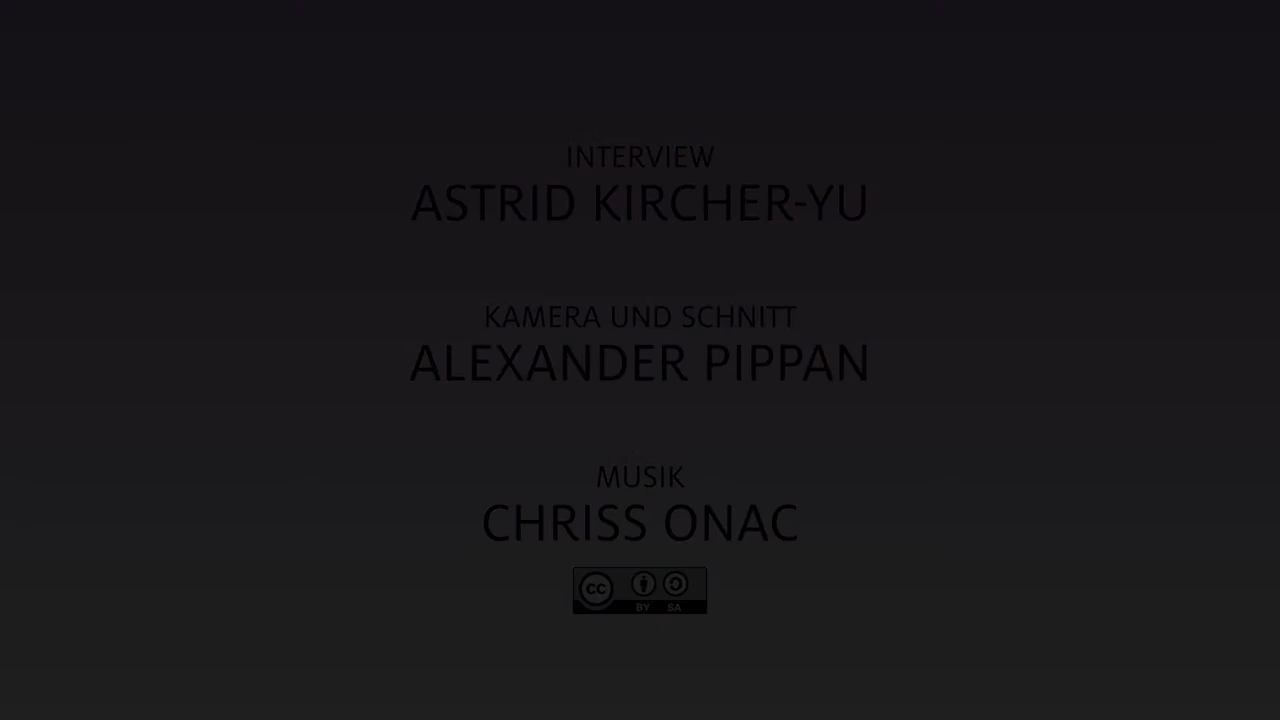 INTERVIEW
ASTRID KIRCHER-YU
KAMERA UND SCHNITT
ALEXANDER PIPPAN
MUSIK
CHRISS ONAC
CC BY SA